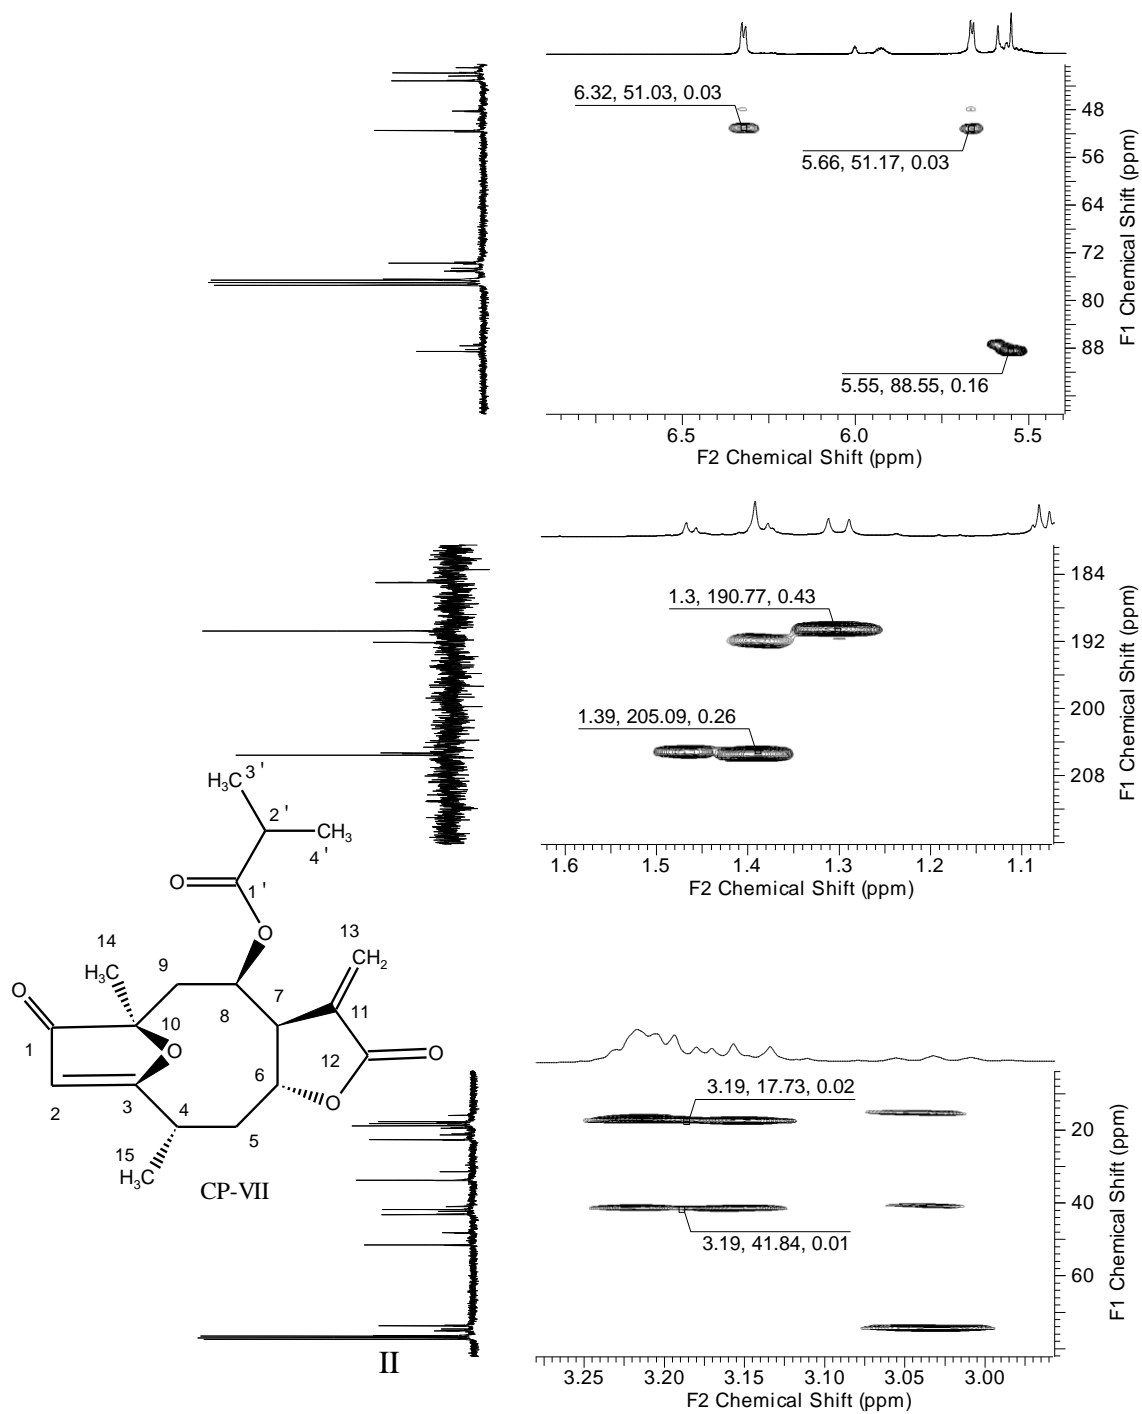 6.32, 51.03, 0.03
5.66, 51.17, 0.03
5.55, 88.55, 0.16
48
56
64
72
80
88
F1 Chemical Shift (ppm)
6.5 6.0 5.5
F2 Chemical Shift (ppm)
1.3, 190.77, 0.43
1.39, 205.09, 0.26
184
192
200
208
F1 Chemical Shift (ppm)
1.6 1.5 1.4 1.3 1.2 1.1
F2 Chemical Shift (ppm)
H3C 3'
2'
CH3
4'
O
1'
O
13
14
CH2
H3C
9
O
7
11
8
10
O
1
12
O
6
O
2
3
4
5
15
H3C
CP-VII
II
3.19, 17.73, 0.02
3.19, 41.84, 0.01
20
40
60
F1 Chemical Shift (ppm)
3.25 3.20 3.15 3.10 3.05 3.00
F2 Chemical Shift (ppm)